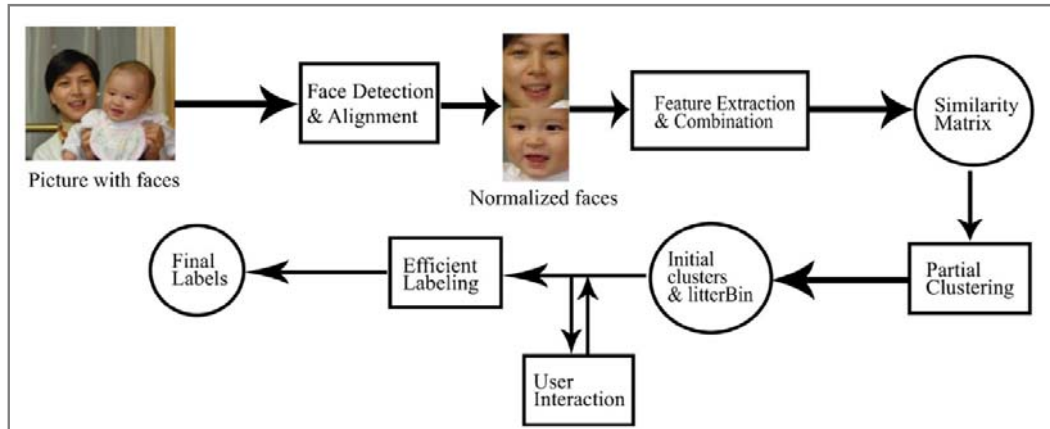 Picture with faces
Face Detection
& Alignment
Normalized faces
Feature Extraction
& Combination
Similarity
Matrix
Partial
Clustering
Initial
clusters
& litterBin
Efficient
Labeling
User
Interaction
Final
Labels